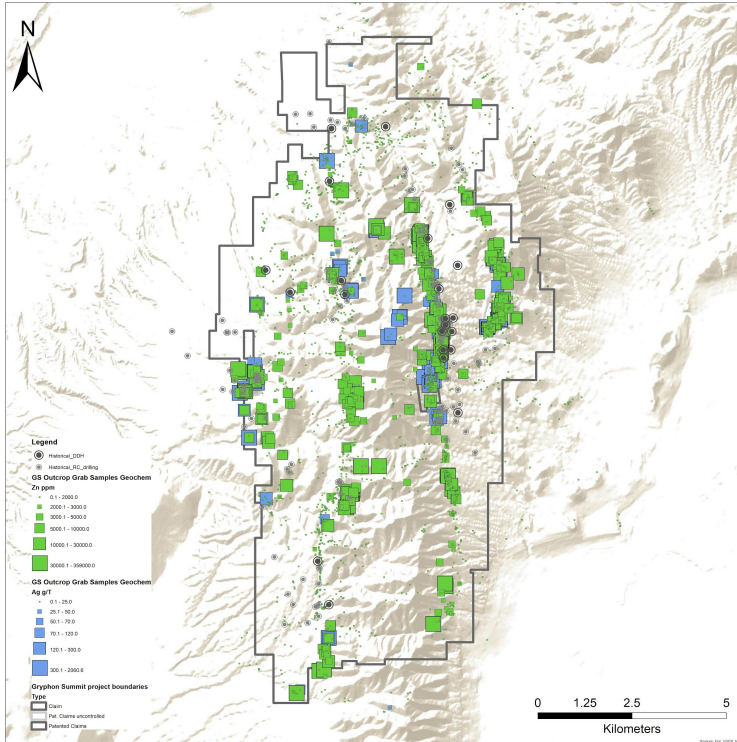 N
Legend
Historical_DDH
Historical_RC_drilling
GS Outcrop Grab Samples Geochem
Zn ppm
0.1 - 2000.0
2000.1 - 3000.0
3000.1 - 5000.0
5000.1 - 10000.0
10000.1 - 30000.0
30000.1 - 359000.0
GS Outcrop Grab Samples Geochem
Ag g/T
0.1 - 25.0
25.1 - 50.0
50.1 - 70.0
70.1 - 120.0
120.1 - 300.0
300.1 - 2060.6
Gryphon Summit project boundaries
Type
Claim
Pat. Claims uncontrolled
Patented Claims
0 1.25 2.5 5
Kilometers